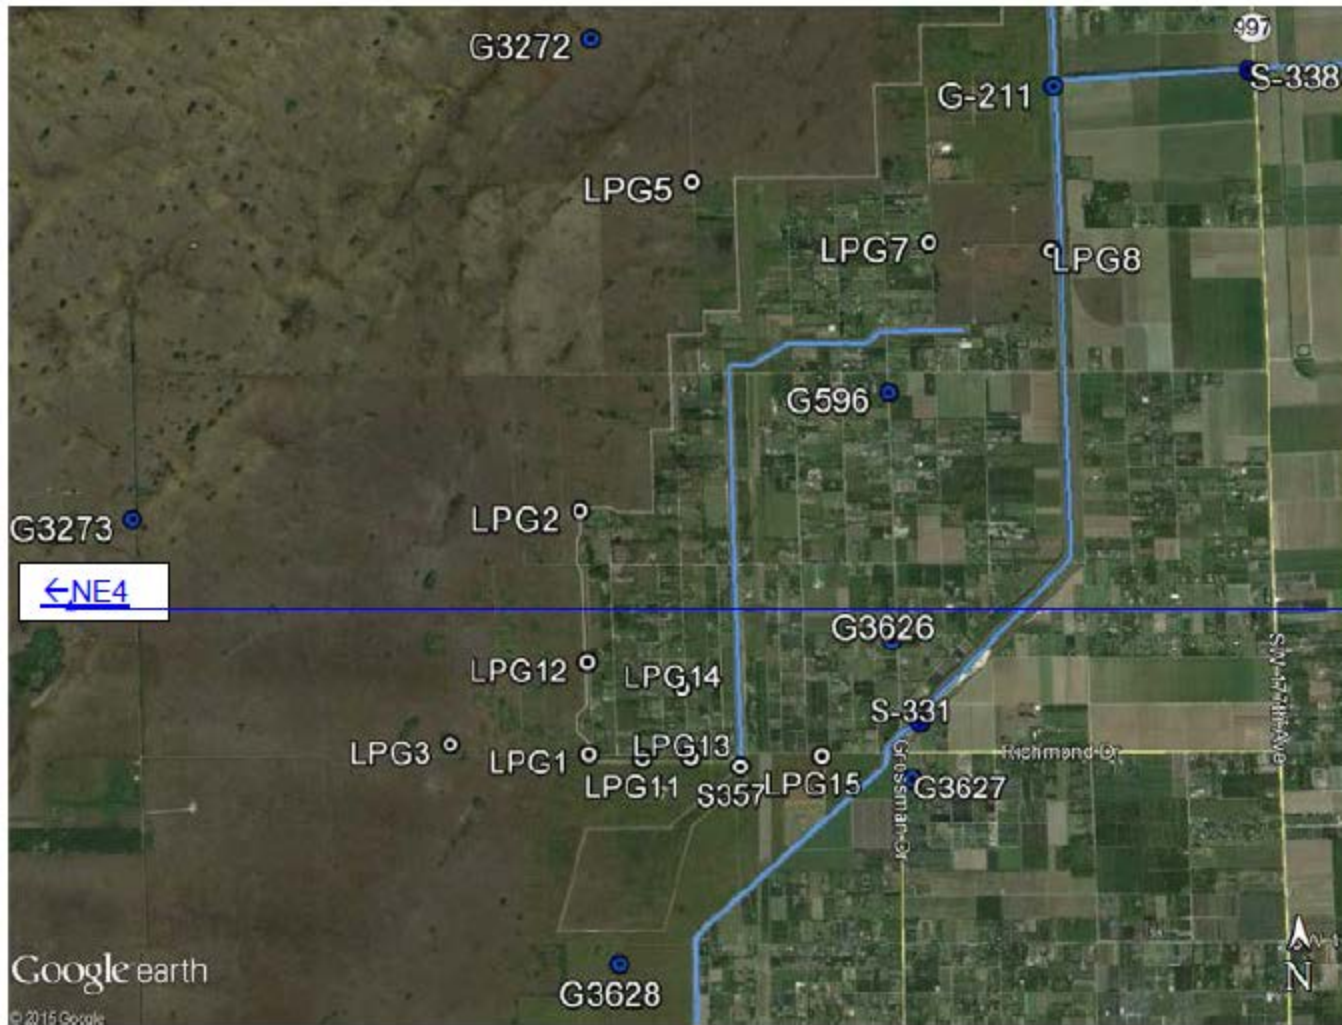 997
G3272
S-338
G-211
LPG5
LPG7
LPG8
G596
LPG2
G3273
←NE4
G3626
LPG12
LPG14
S-331
SW 177th Ave
LPG3
LPG1
LPG13
Richmond Dr
LPG11
S357
LPG15
G3627
Grossman Dr
G3628
Google earth
N
© 2015 Google